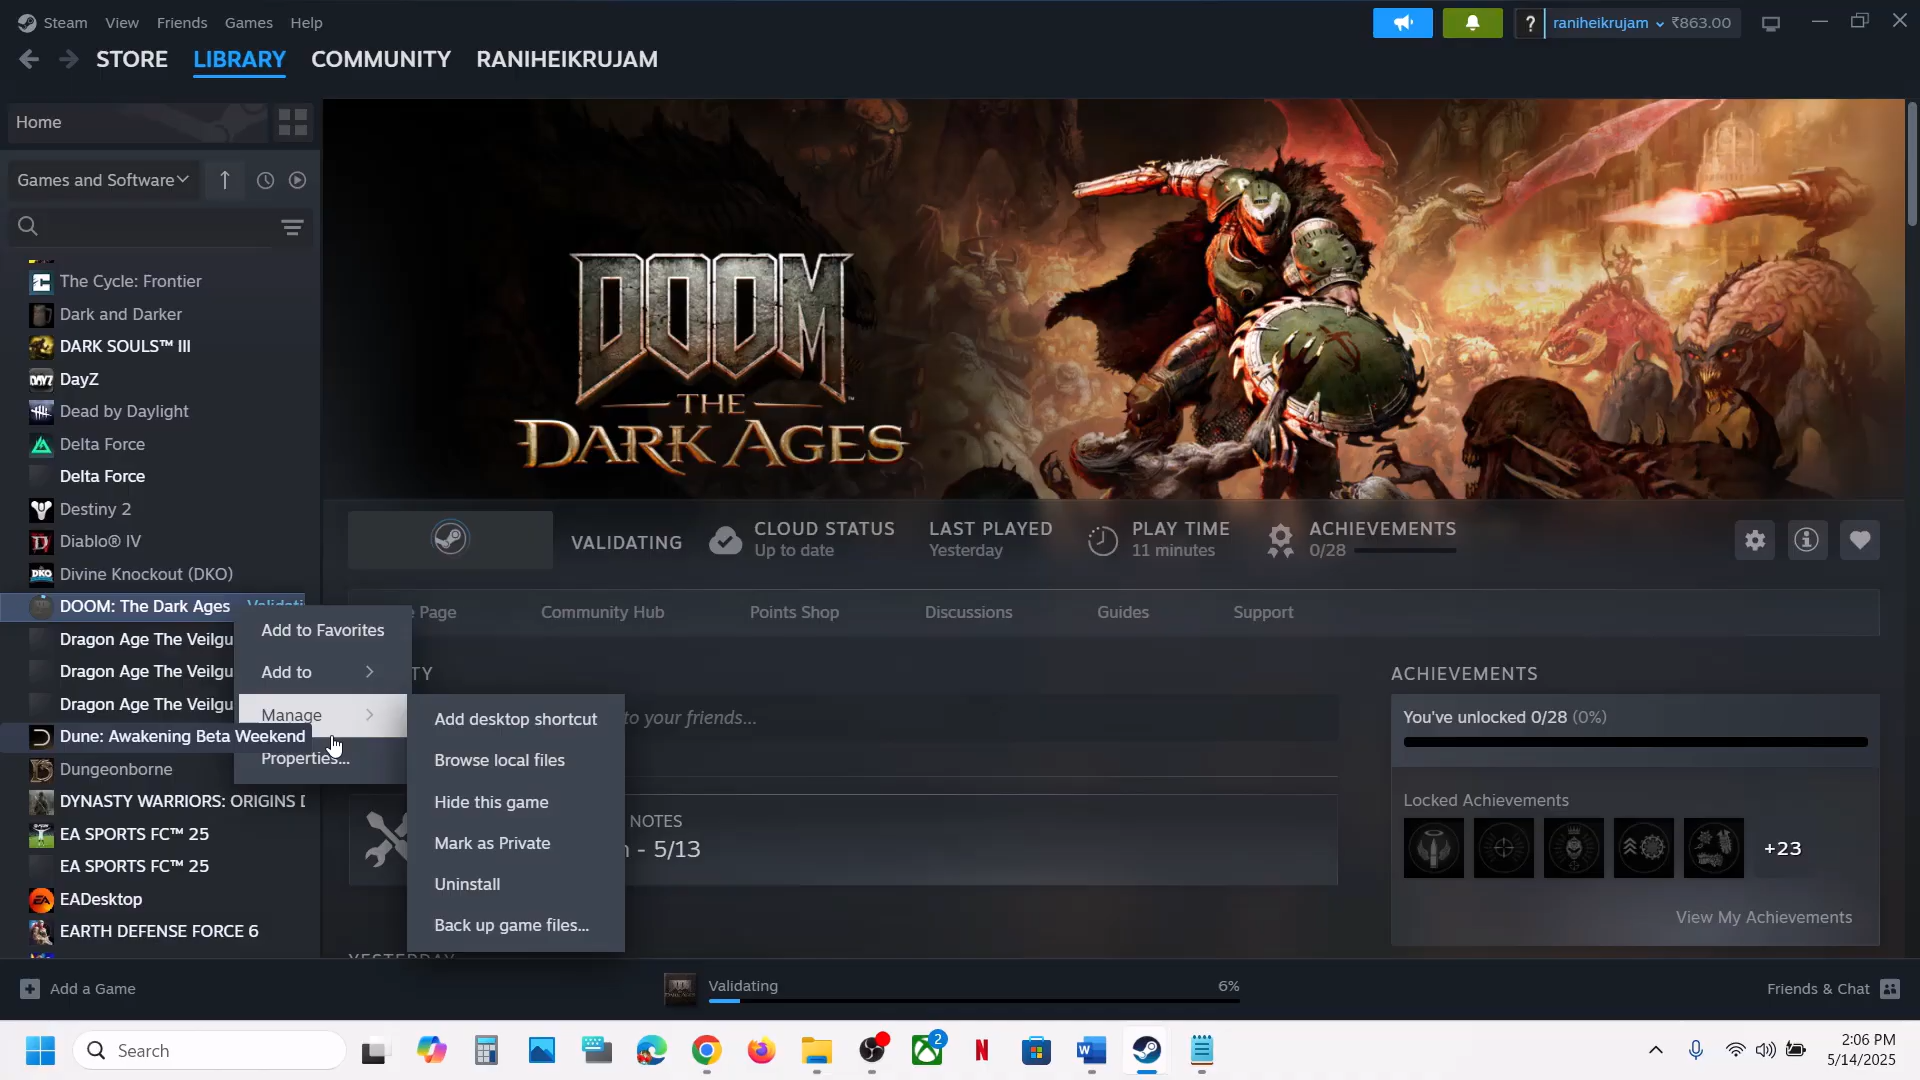 Steam View Friends Games Help
? raniheikrujam ₹863.00
STORE LIBRARY COMMUNITY RANIHEIKRUJAM
Home
Games and Software
The Cycle: Frontier
Dark and Darker
DARK SOULS™ III
DayZ
Dead by Daylight
Delta Force
Delta Force
Destiny 2
Diablo® IV
Divine Knockout (DKO)
DOOM: The Dark Ages Validati
Dragon Age The Veilgu
Dragon Age The Veilgu
Dragon Age The Veilgu
Dune: Awakening Beta Weekend
Dungeonborne
DYNASTY WARRIORS: ORIGINS
EA SPORTS FC™ 25
EA SPORTS FC™ 25
EADesktop
EARTH DEFENSE FORCE 6
Add to Favorites
Add to
Manage
Properties...
Add desktop shortcut
Browse local files
Hide this game
Mark as Private
Uninstall
Back up game files...
DOOM
THE
DARK AGES
VALIDATING
CLOUD STATUS
Up to date
LAST PLAYED
Yesterday
PLAY TIME
11 minutes
ACHIEVEMENTS
0/28
Page Community Hub Points Shop Discussions Guides Support
TY
to your friends...
NOTES
- 5/13
YESTERDAY
ACHIEVEMENTS
You've unlocked 0/28 (0%)
Locked Achievements
+23
View My Achievements
Add a Game
Validating 6%
Friends & Chat
Search
2
2:06 PM
5/14/2025